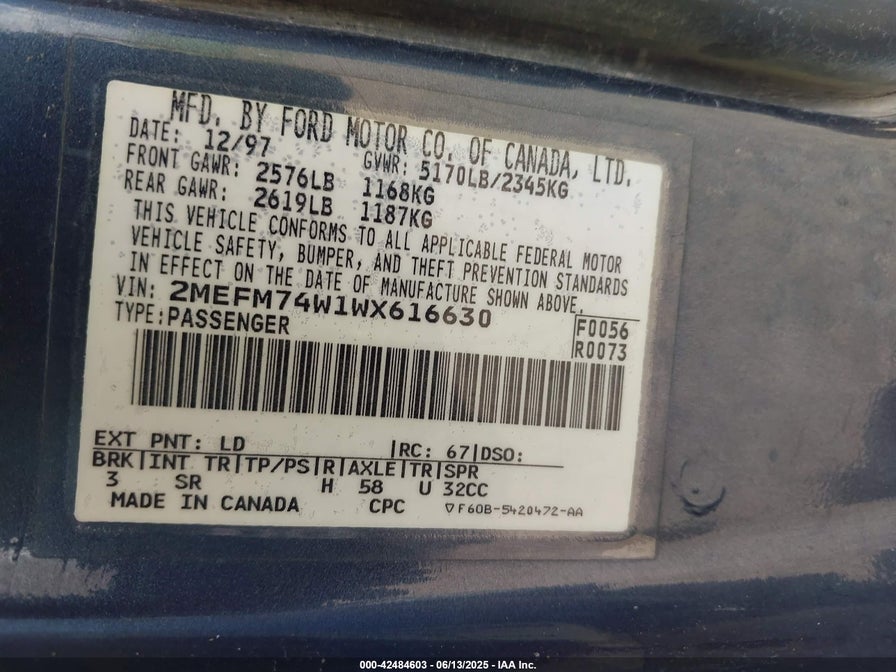 MFD. BY FORD MOTOR CO. OF CANADA, LTD.
DATE: 12/97 GVWR: 5170LB/2345KG
FRONT GAWR: 2576LB 1168KG
REAR GAWR: 2619LB 1187KG
THIS VEHICLE CONFORMS TO ALL APPLICABLE FEDERAL MOTOR
VEHICLE SAFETY, BUMPER, AND THEFT PREVENTION STANDARDS
IN EFFECT ON THE DATE OF MANUFACTURE SHOWN ABOVE.
VIN: 2MEFM74W1WX616630
TYPE: PASSENGER
F0056
R0073
EXT PNT: LD |RC: 67|DSO:
BRK|INT TR|TP/PS|R|AXLE|TR|SPR
3 SR H 58 U 32CC
MADE IN CANADA CPC ▽F60B-5420472-AA
000-42484603 - 06/13/2025 - IAA Inc.